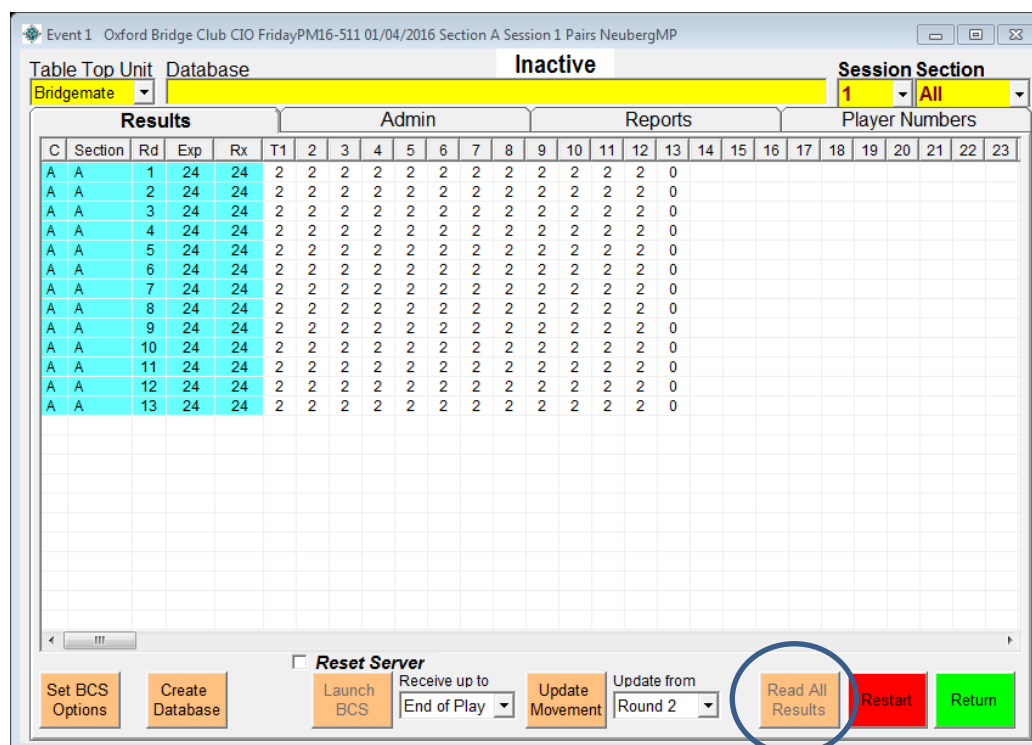 Event 1 Oxford Bridge Club CIO FridayPM16-511 01/04/2016 Section A Session 1 Pairs NeubergMP
Table Top Unit Database Inactive Session Section
Bridgemate 1 All
Results Admin Reports Player Numbers
C Section Rd Exp Rx T1 2 3 4 5 6 7 8 9 10 11 12 13 14 15 16 17 18 19 20 21 22 23
A A 1 24 24 2 2 2 2 2 2 2 2 2 2 2 2 0
A A 2 24 24 2 2 2 2 2 2 2 2 2 2 2 2 0
A A 3 24 24 2 2 2 2 2 2 2 2 2 2 2 2 0
A A 4 24 24 2 2 2 2 2 2 2 2 2 2 2 2 0
A A 5 24 24 2 2 2 2 2 2 2 2 2 2 2 2 0
A A 6 24 24 2 2 2 2 2 2 2 2 2 2 2 2 0
A A 7 24 24 2 2 2 2 2 2 2 2 2 2 2 2 0
A A 8 24 24 2 2 2 2 2 2 2 2 2 2 2 2 0
A A 9 24 24 2 2 2 2 2 2 2 2 2 2 2 2 0
A A 10 24 24 2 2 2 2 2 2 2 2 2 2 2 2 0
A A 11 24 24 2 2 2 2 2 2 2 2 2 2 2 2 0
A A 12 24 24 2 2 2 2 2 2 2 2 2 2 2 2 0
A A 13 24 24 2 2 2 2 2 2 2 2 2 2 2 2 0
Reset Server
Set BCS Options
Create Database
Launch BCS
Receive up to
End of Play
Update Movement
Update from
Round 2
Read All Results
Restart
Return